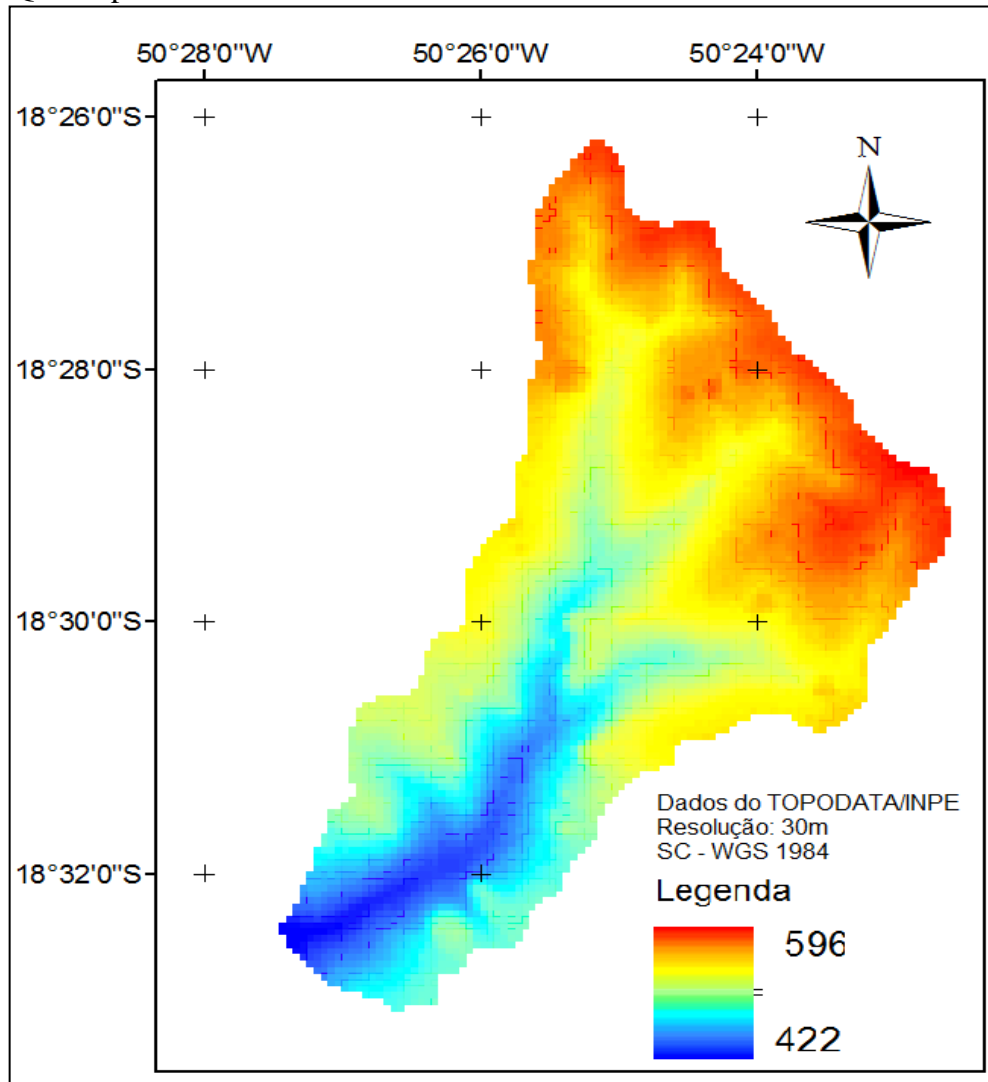 50°28'0"W 50°26'0"W 50°24'0"W
18°26'0"S
N
18°28'0"S
18°30'0"S
18°32'0"S
Dados do TOPODATA/INPE
Resolução: 30m
SC - WGS 1984
Legenda
596
422